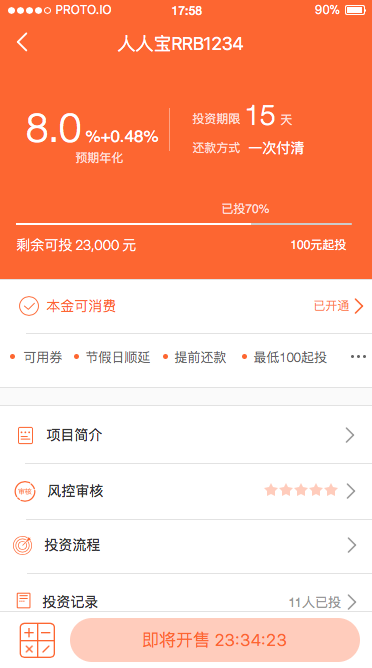 PROTO.IO 17:58 90%
人人宝RRB1234
8.0 %+0.48% 投资期限 15 天
预期年化 还款方式 一次付清
已投70%
剩余可投 23,000 元 100元起投
本金可消费 已开通
可用券 节假日顺延 提前还款 最低100起投
项目简介
审核 风控审核
投资流程
投资记录 11人已投
即将开售 23:34:23